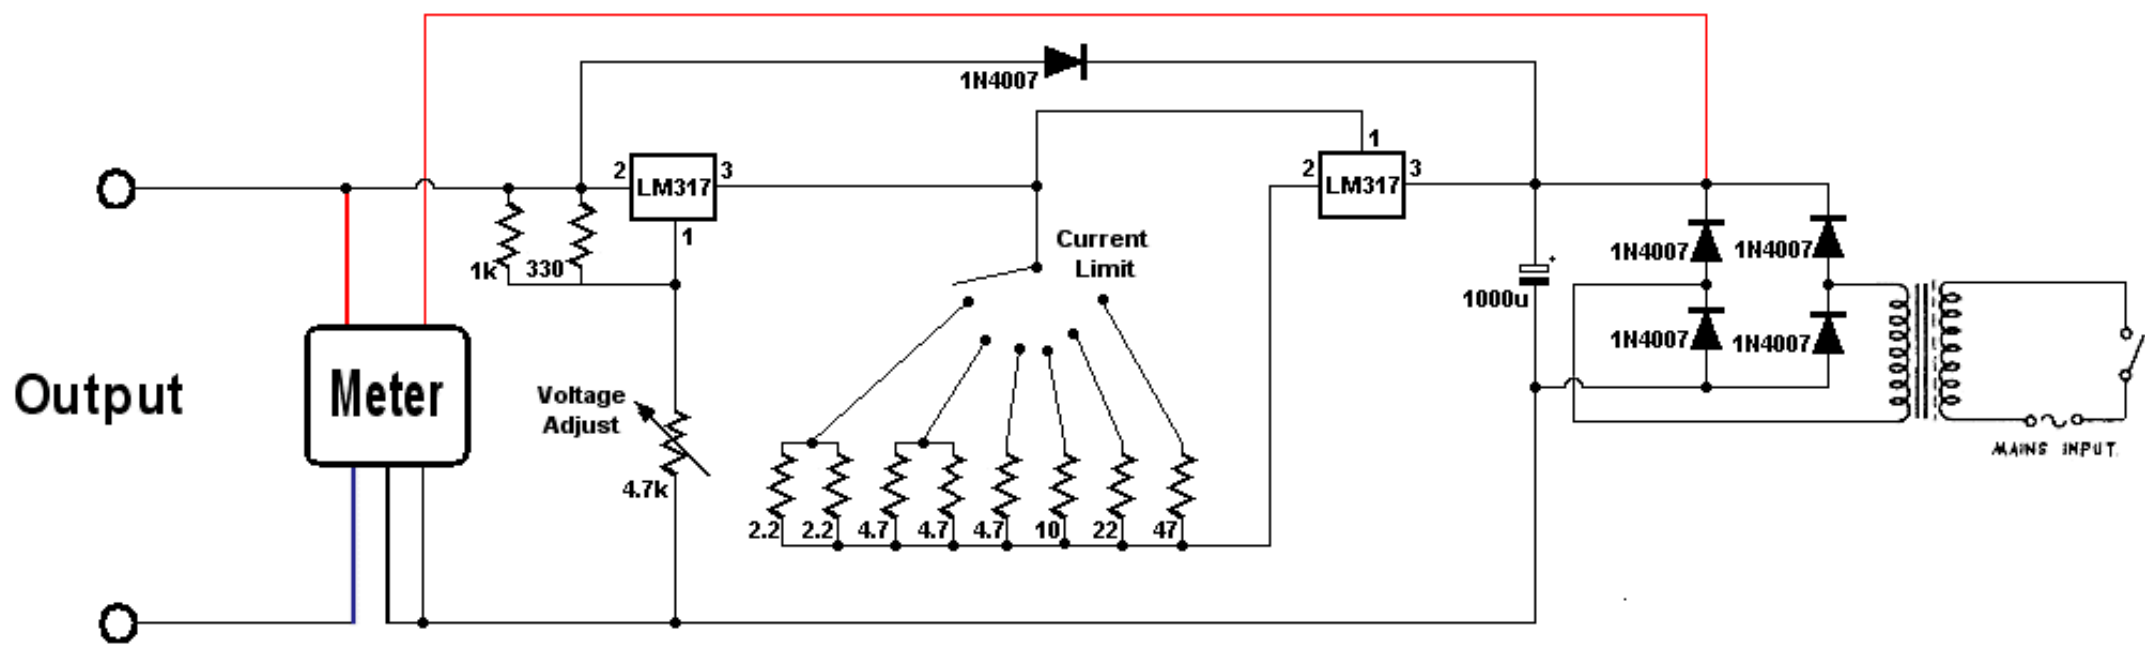 1N4007
1
2
LM317
3
2
LM317
3
1
1k
330
Current
Limit
+
1000u
1N4007
1N4007
1N4007
1N4007
Output
Meter
Voltage
Adjust
4.7k
2.2
2.2
4.7
4.7
4.7
10
22
47
MAINS INPUT.